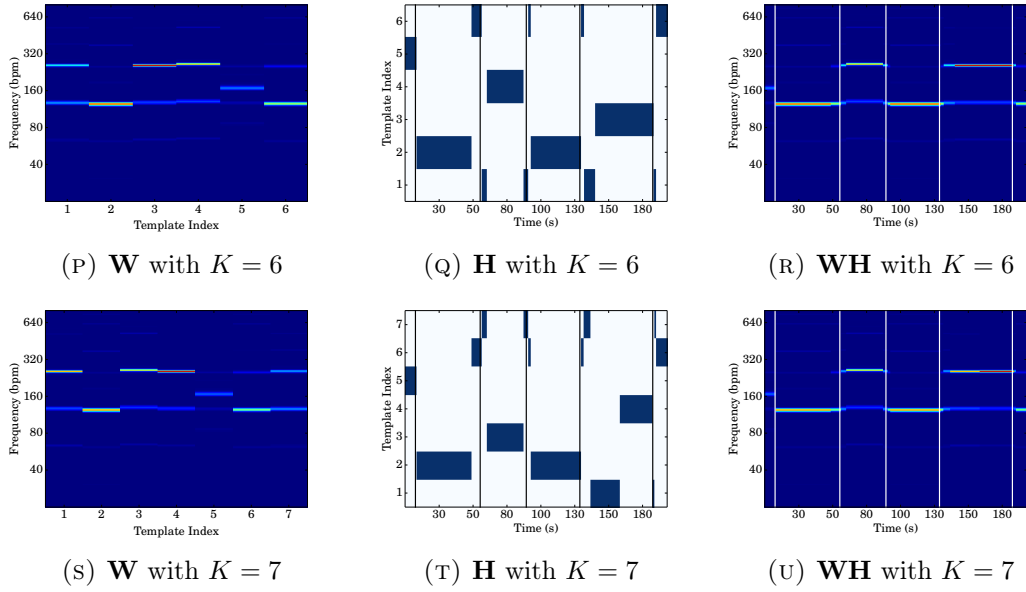 Frequency (bpm)
640
320
160
80
40
1 2 3 4 5 6
Template Index
Template Index
6
5
4
3
2
1
30 50 80 100 130 150 180
Time (s)
Frequency (bpm)
640
320
160
80
40
30 50 80 100 130 150 180
Time (s)
(P) W with K = 6
(Q) H with K = 6
(R) WH with K = 6
Frequency (bpm)
640
320
160
80
40
1 2 3 4 5 6 7
Template Index
Template Index
7
6
5
4
3
2
1
30 50 80 100 130 150 180
Time (s)
Frequency (bpm)
640
320
160
80
40
30 50 80 100 130 150 180
Time (s)
(S) W with K = 7
(T) H with K = 7
(U) WH with K = 7